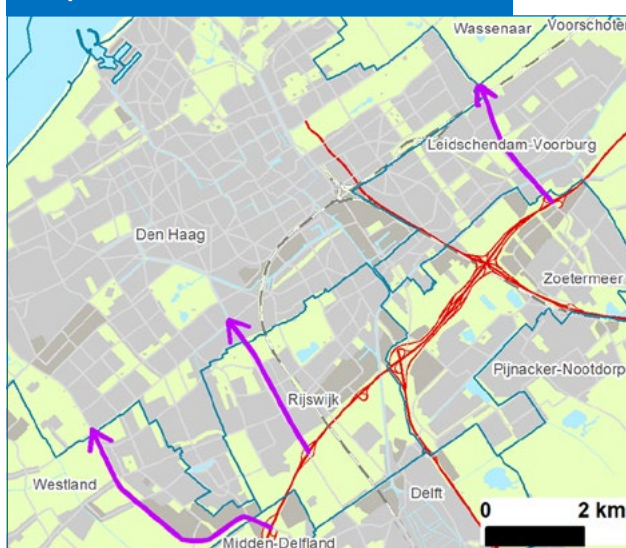 Wassenaar Voorschoten
Leidschendam-Voorburg
Den Haag
Zoetermeer
Pijnacker-Nootdorp
Rijswijk
Westland
Delft
0 2 km
Midden-Delfland